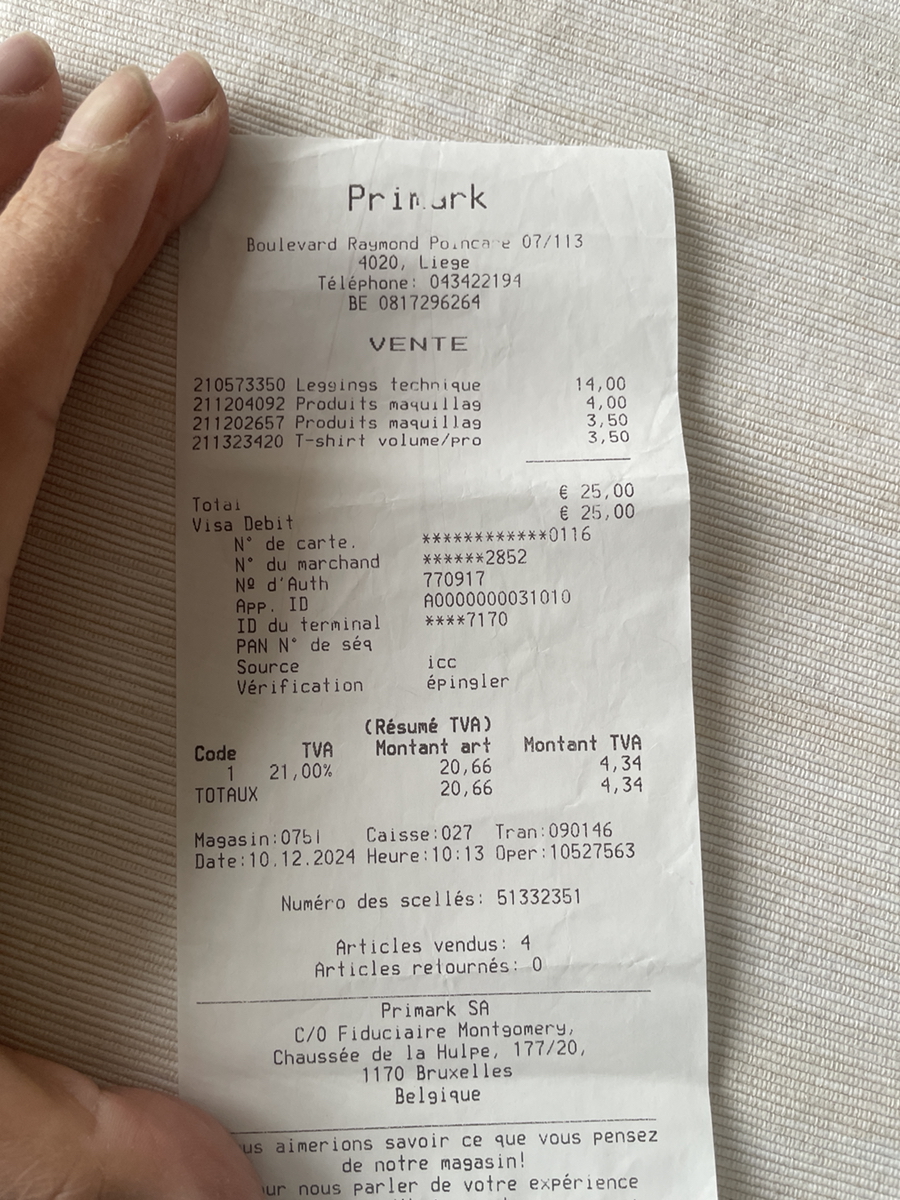 Primark
Boulevard Raymond Poincare 07/113
4020, Liege
Téléphone: 043422194
BE 0817296264
VENTE
210573350 Leggings technique 14,00
211204092 Produits maquillag 4,00
211202657 Produits maquillag 3,50
211323420 T-shirt volume/pro 3,50
Total € 25,00
Visa Debit € 25,00
N° de carte. ************0116
N° du marchand ******2852
Nº d'Auth 770917
App. ID A0000000031010
ID du terminal ****7170
PAN N° de séq
Source icc
Vérification épingler
(Résumé TVA)
Code TVA Montant art Montant TVA
1 21,00% 20,66 4,34
TOTAUX 20,66 4,34
Magasin:0751 Caisse:027 Tran:090146
Date:10.12.2024 Heure:10:13 Oper:10527563
Numéro des scellés: 51332351
Articles vendus: 4
Articles retournés: 0
Primark SA
C/O Fiduciaire Montgomery,
Chaussée de la Hulpe, 177/20,
1170 Bruxelles
Belgique
us aimerions savoir ce que vous pensez
de notre magasin!
ur nous parler de votre expérience